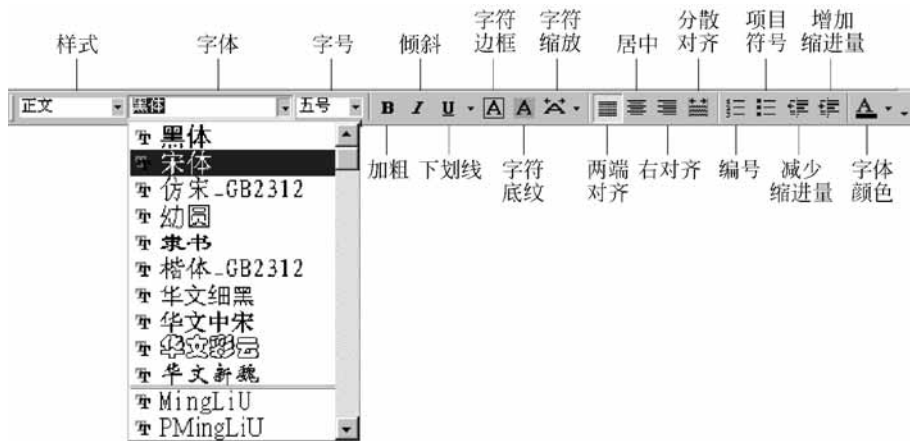 字符 字符 分散 项目 增加
样式 字体 字号 倾斜 边框 缩放 居中 对齐 符号 缩进量
正文 黑体 五号 B I U A A A
加粗 下划线 字符 两端 右对齐 编号 减少 字体
底纹 对齐 缩进量 颜色
黑体
宋体
仿宋_GB2312
幼圆
隶书
楷体_GB2312
华文细黑
华文中宋
华文彩云
华文新魏
MingLiU
PMingLiU